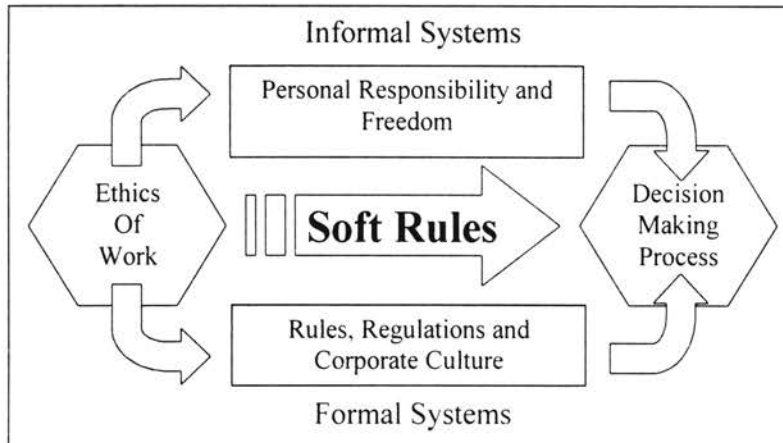 Informal Systems
Personal Responsibility and
Freedom
Ethics
Of
Work
Soft Rules
Decision
Making
Process
Rules, Regulations and
Corporate Culture
Formal Systems